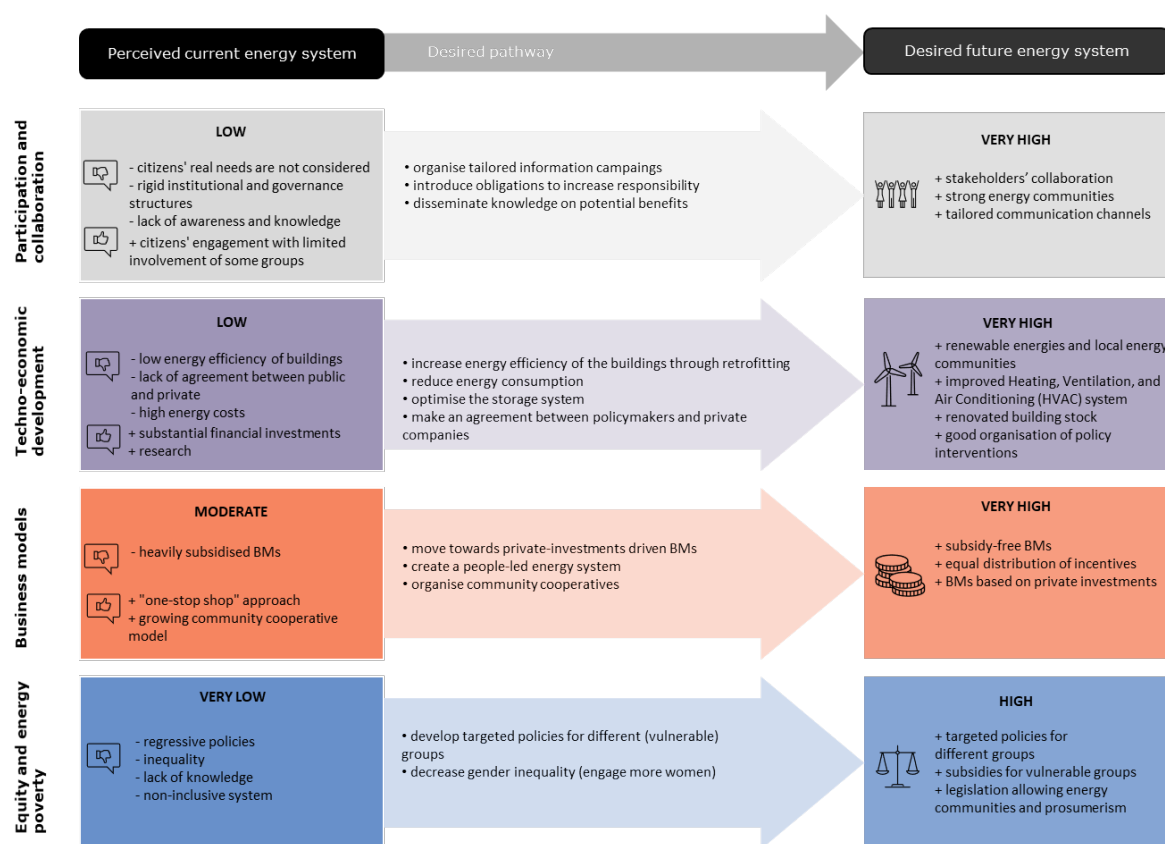 Perceived current energy system
Desired pathway
Desired future energy system
Participation and
collaboration
LOW
- citizens' real needs are not considered
- rigid institutional and governance
structures
- lack of awareness and knowledge
+ citizens' engagement with limited
involvement of some groups
• organise tailored information campaings
• introduce obligations to increase responsibility
• disseminate knowledge on potential benefits
VERY HIGH
+ stakeholders' collaboration
+ strong energy communities
+ tailored communication channels
Techno-economic
development
LOW
- low energy efficiency of buildings
- lack of agreement between public
and private
- high energy costs
+ substantial financial investments
+ research
• increase energy efficiency of the buildings through retrofitting
• reduce energy consumption
• optimise the storage system
• make an agreement between policymakers and private
companies
VERY HIGH
+ renewable energies and local energy
communities
+ improved Heating, Ventilation, and
Air Conditioning (HVAC) system
+ renovated building stock
+ good organisation of policy
interventions
Business models
MODERATE
- heavily subsidised BMs
+ "one-stop shop" approach
+ growing community cooperative
model
• move towards private-investments driven BMs
• create a people-led energy system
• organise community cooperatives
VERY HIGH
+ subsidy-free BMs
+ equal distribution of incentives
+ BMs based on private investments
Equity and energy
poverty
VERY LOW
- regressive policies
- inequality
- lack of knowledge
- non-inclusive system
• develop targeted policies for different (vulnerable)
groups
• decrease gender inequality (engage more women)
HIGH
+ targeted policies for
different groups
+ subsidies for vulnerable groups
+ legislation allowing energy
communities and prosumerism